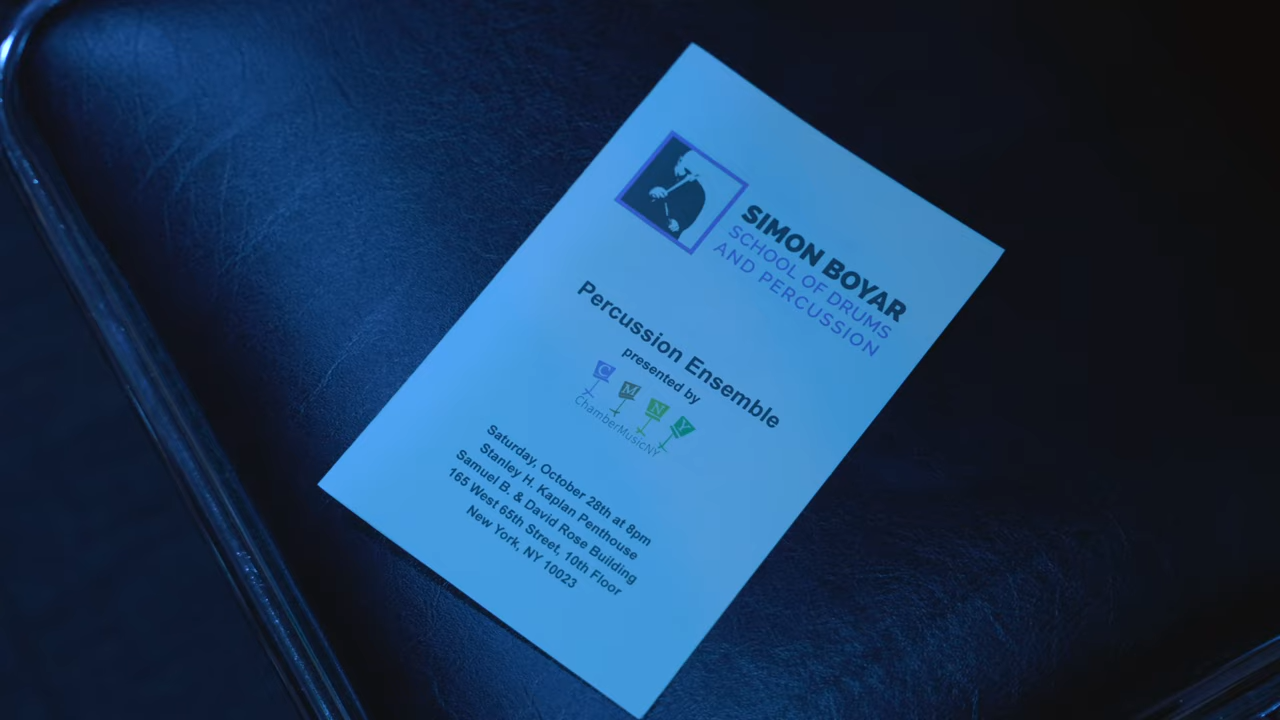 SIMON BOYAR
SCHOOL OF DRUMS
AND PERCUSSION
Percussion Ensemble
presented by
C M N Y
ChamberMusicNY
Saturday, October 28th at 8pm
Stanley H. Kaplan Penthouse
Samuel B. & David Rose Building
165 West 65th Street, 10th Floor
New York, NY 10023